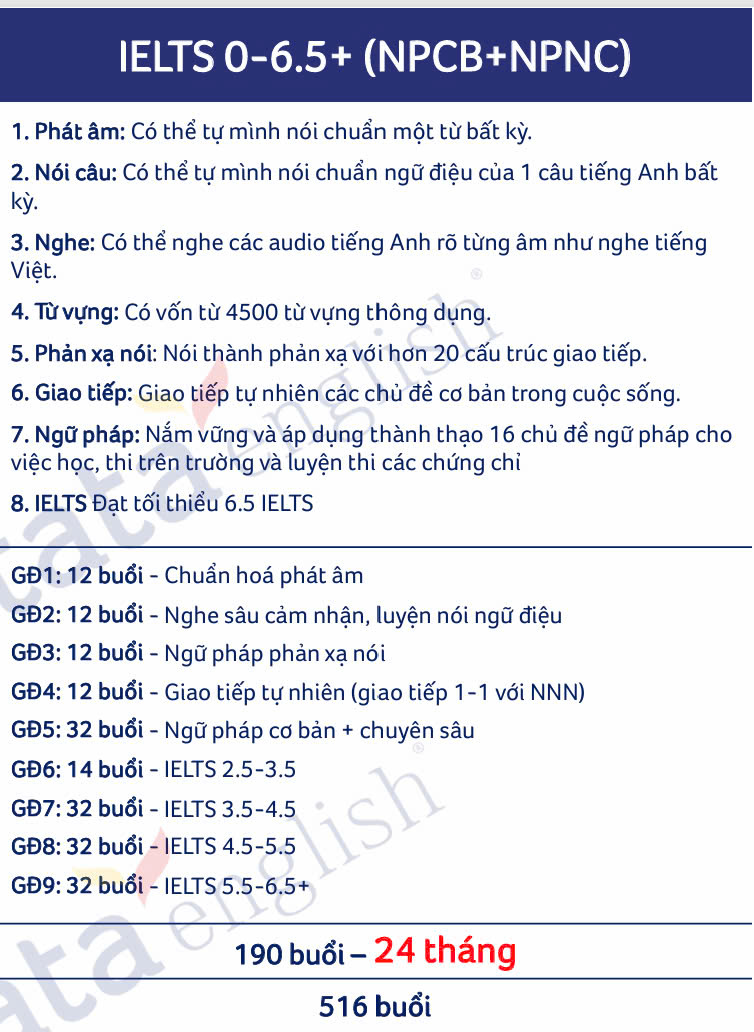 IELTS 0-6.5+ (NPCB+NPNC)
1. Phát âm: Có thể tự mình nói chuẩn một từ bất kỳ.
2. Nói câu: Có thể tự mình nói chuẩn ngữ điệu của 1 câu tiếng Anh bất
kỳ.
3. Nghe: Có thể nghe các audio tiếng Anh rõ từng âm như nghe tiếng
Việt.
4. Từ vựng: Có vốn từ 4500 từ vựng thông dụng.
5. Phản xạ nói: Nói thành phản xạ với hơn 20 cấu trúc giao tiếp.
6. Giao tiếp: Giao tiếp tự nhiên các chủ đề cơ bản trong cuộc sống.
7. Ngữ pháp: Nắm vững và áp dụng thành thạo 16 chủ đề ngữ pháp cho
việc học, thi trên trường và luyện thi các chứng chỉ
8. IELTS Đạt tối thiểu 6.5 IELTS
tata english ®
GĐ1: 12 buổi - Chuẩn hoá phát âm
GĐ2: 12 buổi - Nghe sâu cảm nhận, luyện nói ngữ điệu
GĐ3: 12 buổi - Ngữ pháp phản xạ nói
GĐ4: 12 buổi - Giao tiếp tự nhiên (giao tiếp 1-1 với NNN)
GĐ5: 32 buổi - Ngữ pháp cơ bản + chuyên sâu
GĐ6: 14 buổi - IELTS 2.5-3.5
GĐ7: 32 buổi - IELTS 3.5-4.5
GĐ8: 32 buổi - IELTS 4.5-5.5
GĐ9: 32 buổi - IELTS 5.5-6.5+
ata english ®
190 buổi – 24 tháng
516 buổi